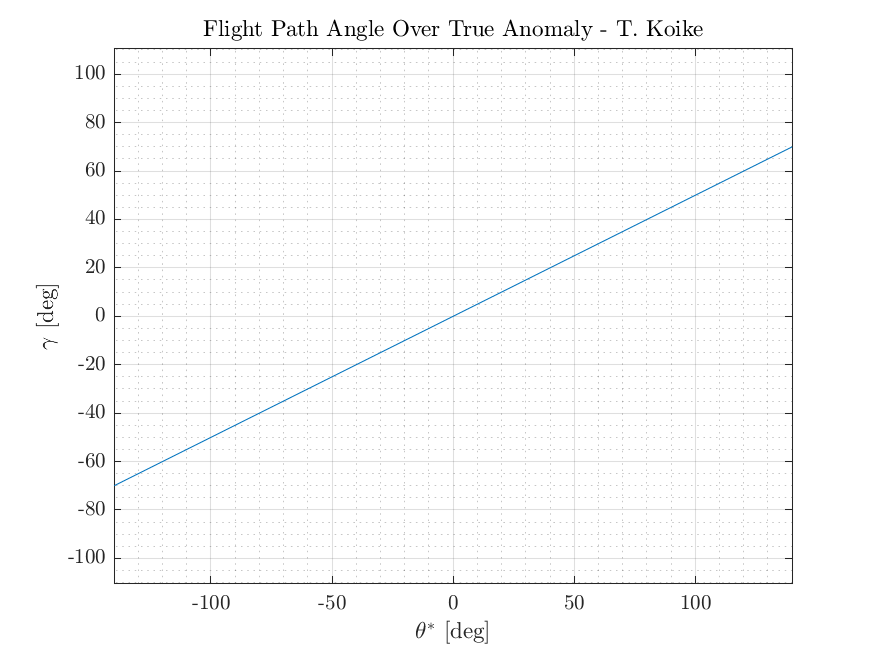 Flight Path Angle Over True Anomaly - T. Koike
100
80
60
40
20
0
-20
-40
-60
-80
-100
γ [deg]
-100 -50 0 50 100
θ* [deg]